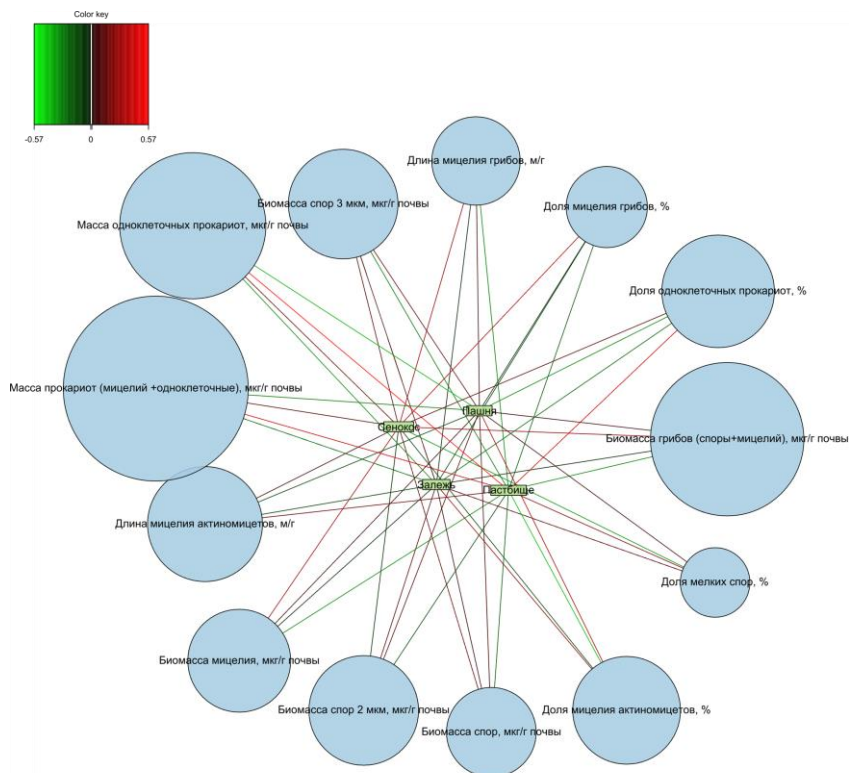 Color key
-0.57
0
0.57
Длина мицелия грибов, м/г
Биомасса спор 3 мкм, мкг/г почвы
Доля мицелия грибов, %
Масса одноклеточных прокариот, мкг/г почвы
Доля одноклеточных прокариот, %
Масса прокариот (мицелий +одноклеточные), мкг/г почвы
Пашня
Сенокос
Биомасса грибов (споры+мицелий), мкг/г почвы
Залежь
Пастбище
Длина мицелия актиномицетов, м/г
Доля мелких спор, %
Биомасса мицелия, мкг/г почвы
Биомасса спор 2 мкм, мкг/г почвы
Доля мицелия актиномицетов, %
Биомасса спор, мкг/г почвы